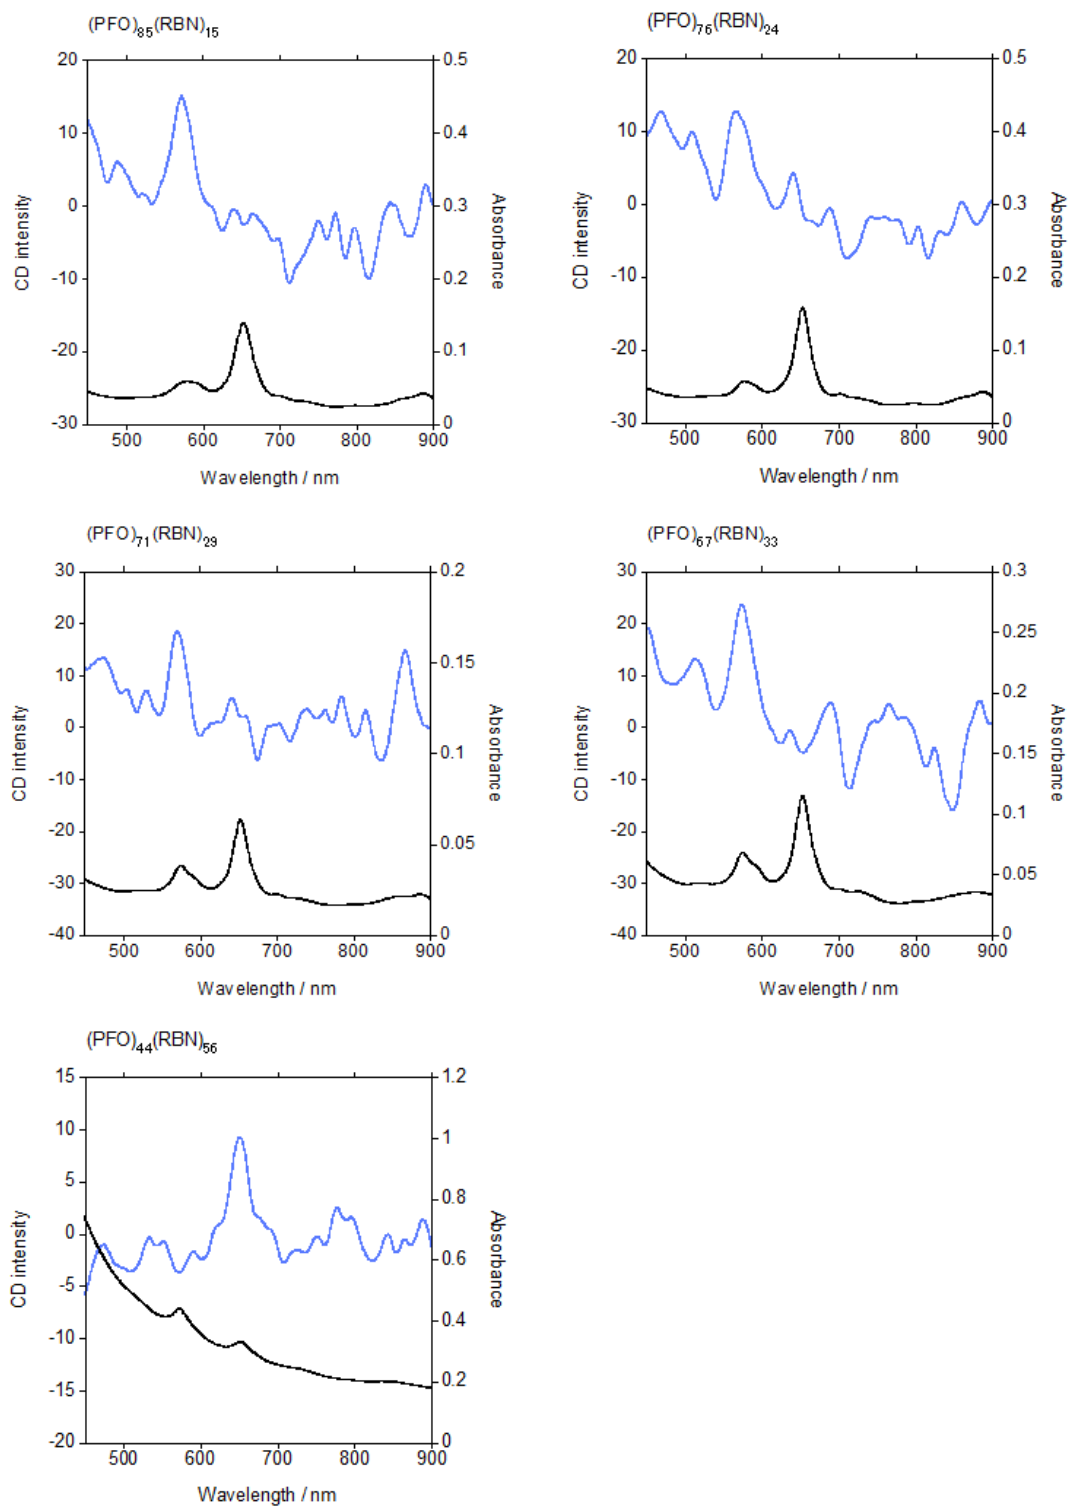 (PFO)85(RBN)15
20
10
0
-10
-20
-30
0.5
0.4
0.3
0.2
0.1
0
500 600 700 800 900
CD intensity
Absorbance
Wavelength / nm
(PFO)76(RBN)24
20
10
0
-10
-20
-30
0.5
0.4
0.3
0.2
0.1
0
500 600 700 800 900
CD intensity
Absorbance
Wavelength / nm
(PFO)71(RBN)29
30
20
10
0
-10
-20
-30
-40
0.2
0.15
0.1
0.05
0
500 600 700 800 900
CD intensity
Absorbance
Wavelength / nm
(PFO)67(RBN)33
30
20
10
0
-10
-20
-30
-40
0.3
0.25
0.2
0.15
0.1
0.05
0
500 600 700 800 900
CD intensity
Absorbance
Wavelength / nm
(PFO)44(RBN)56
15
10
5
0
-5
-10
-15
-20
1.2
1
0.8
0.6
0.4
0.2
0
500 600 700 800 900
CD intensity
Absorbance
Wavelength / nm